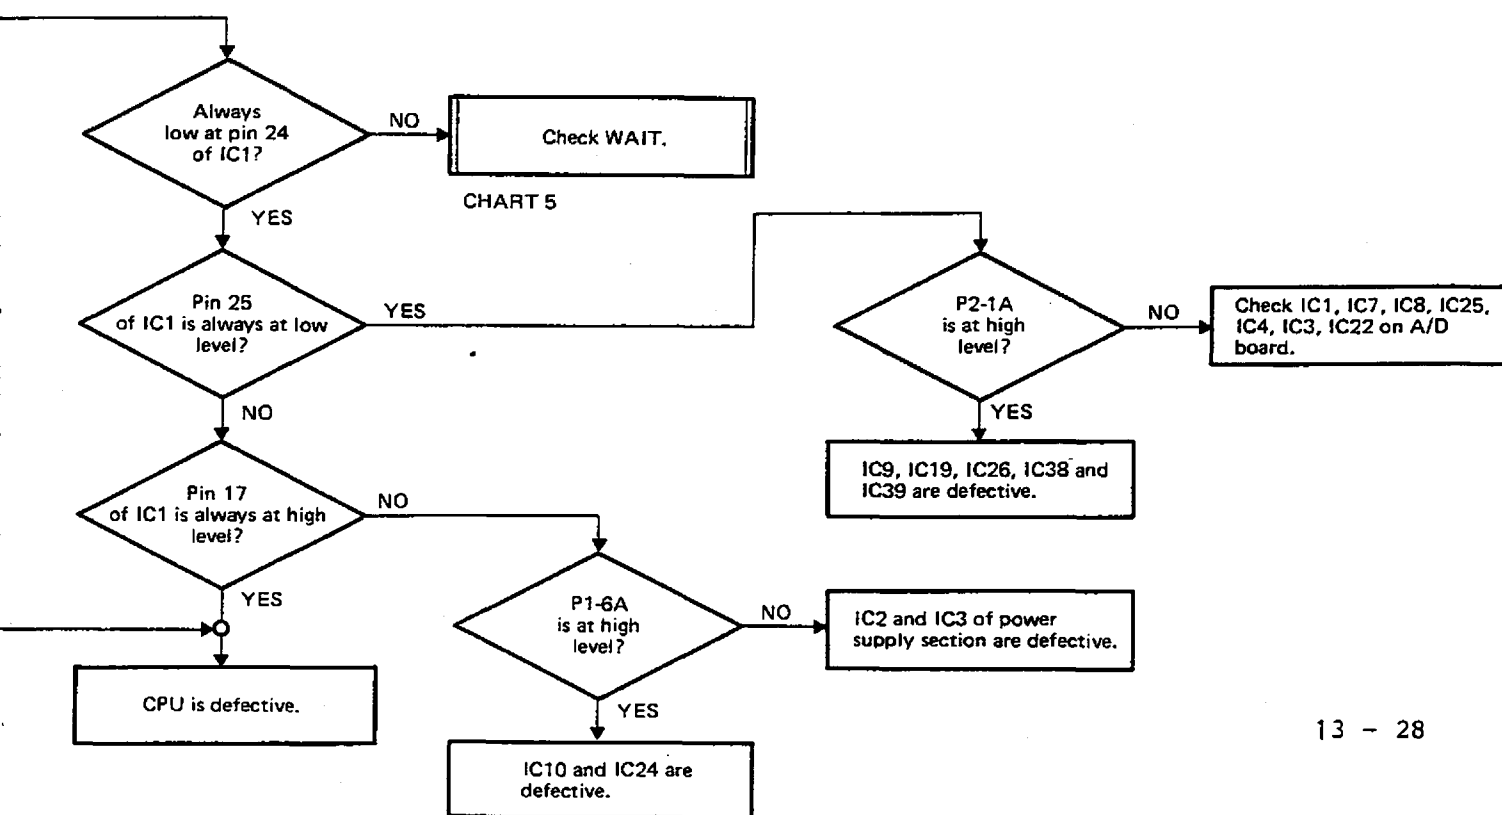 Always
low at pin 24
of IC1?
NO
Check WAIT.
CHART 5
YES
Pin 25
of IC1 is always at low
level?
YES
P2-1A
is at high
level?
NO
Check IC1, IC7, IC8, IC25,
IC4, IC3, IC22 on A/D
board.
NO
YES
IC9, IC19, IC26, IC38 and
IC39 are defective.
Pin 17
of IC1 is always at high
level?
NO
YES
P1-6A
is at high
level?
NO
IC2 and IC3 of power
supply section are defective.
CPU is defective.
YES
IC10 and IC24 are
defective.
13 - 28